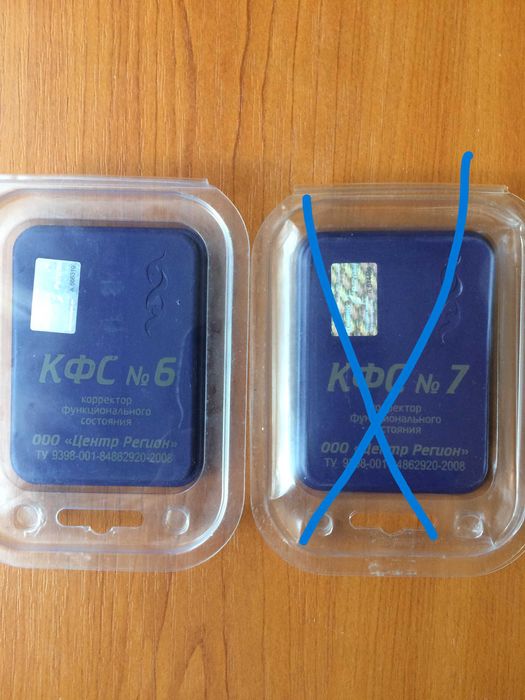 А 566319
КФС № 6
корректор
функционального
состояния
ООО «Центр Регион»
ТУ 9398-001-84862920-2008
КФС № 7
корректор
функционального
состояния
ООО «Центр Регион»
ТУ 9398-001-84862920-2008